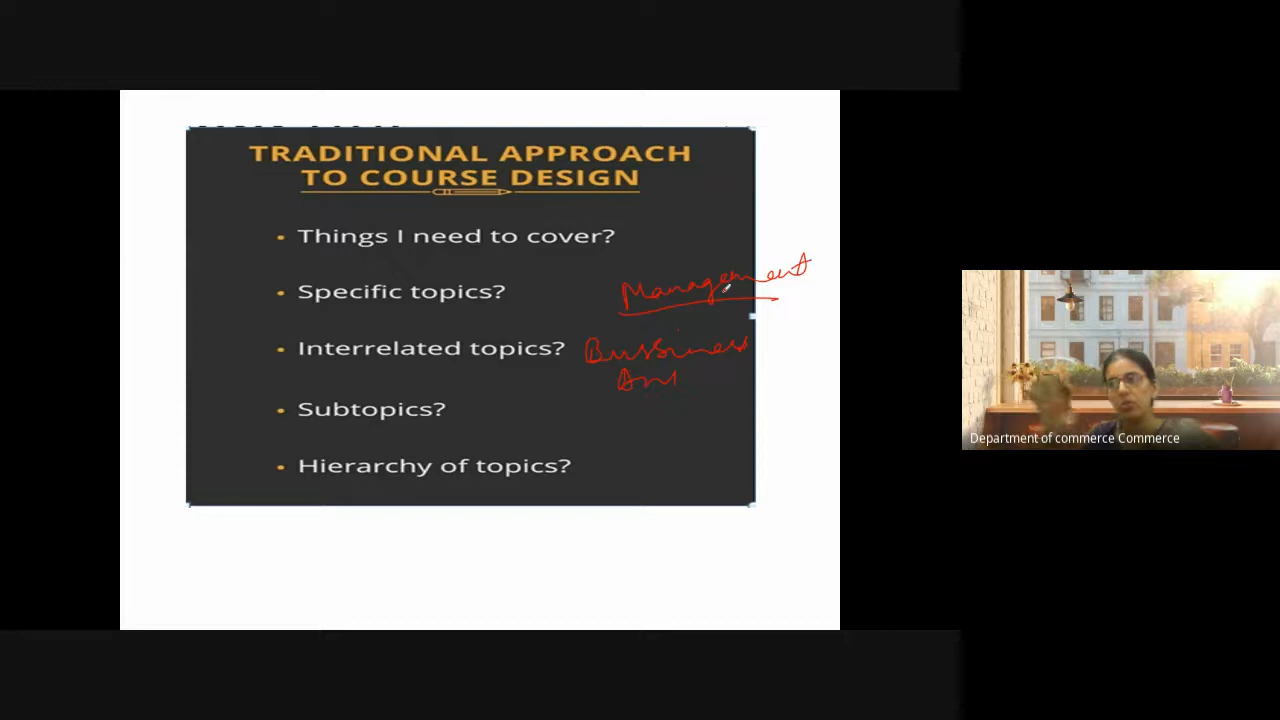 TRADITIONAL APPROACH
TO COURSE DESIGN
• Things I need to cover?
• Specific topics?
Management
• Interrelated topics?
Bussiness
• Subtopics?
• Hierarchy of topics?
Department of commerce Commerce